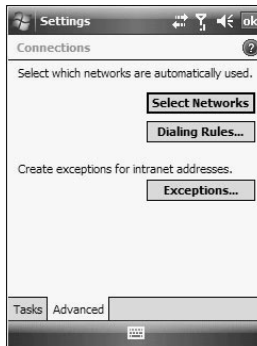 Settings
ok
Connections
?
Select which networks are automatically used.
Select Networks
Dialing Rules...
Create exceptions for intranet addresses.
Exceptions...
Tasks Advanced